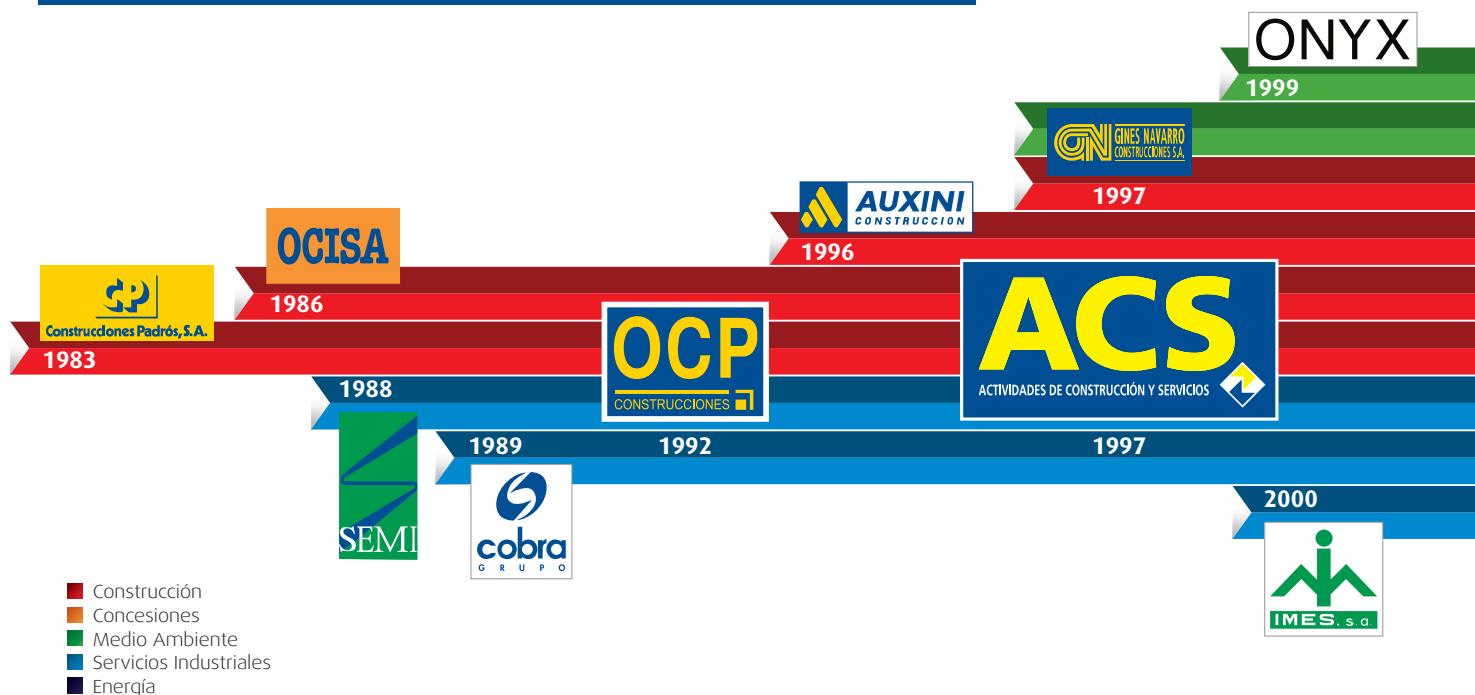 ONYX
1999
GINES NAVARRO
CONSTRUCCIONES S.A.
1997
AUXINI
CONSTRUCCION
1996
OCISA
1986
CP
Construcciones Padrós, S.A.
1983
OCP
CONSTRUCCIONES
1992
ACS
ACTIVIDADES DE CONSTRUCCIÓN Y SERVICIOS
1997
1988
SEMI
1989
cobra
GRUPO
2000
IMES, s.a.
Construcción
Concesiones
Medio Ambiente
Servicios Industriales
Energía